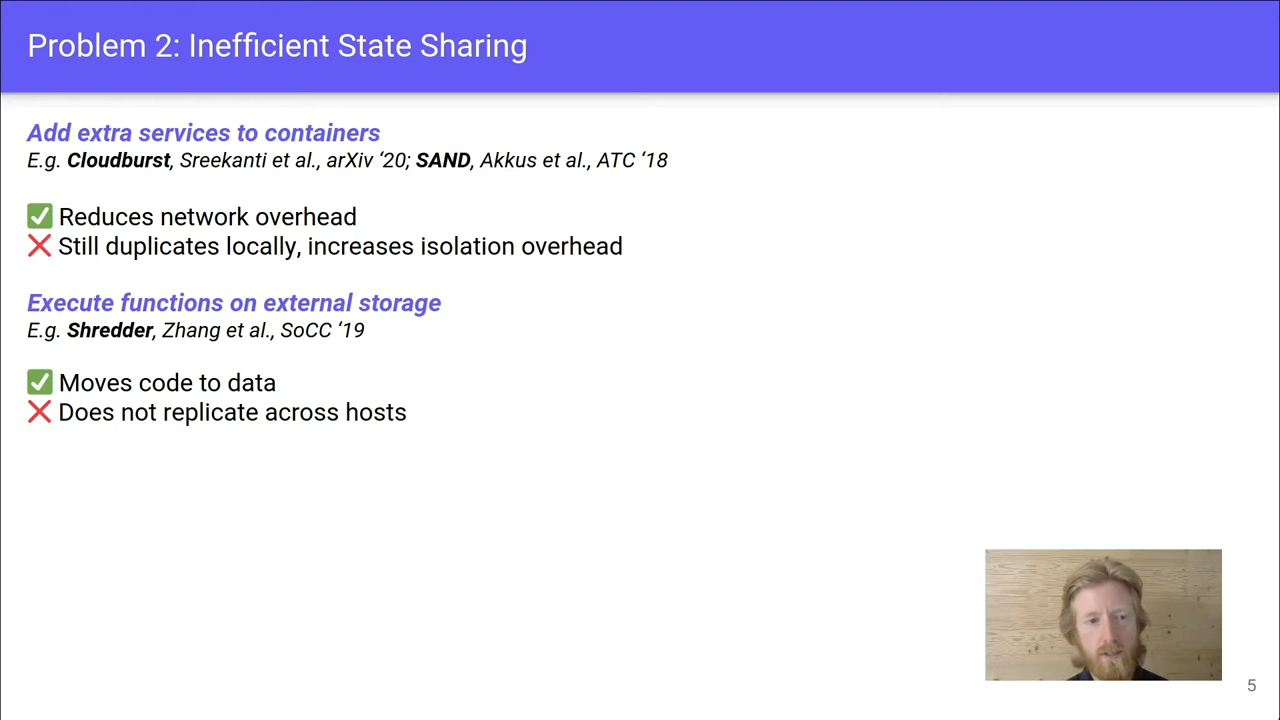 Problem 2: Inefficient State Sharing
Add extra services to containers
E.g. Cloudburst, Sreekanti et al., arXiv ‘20; SAND, Akkus et al., ATC ‘18
✅ Reduces network overhead
❌ Still duplicates locally, increases isolation overhead
Execute functions on external storage
E.g. Shredder, Zhang et al., SoCC ‘19
✅ Moves code to data
❌ Does not replicate across hosts
5